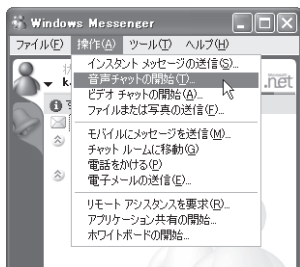 Windows Messenger
ファイル(F) 操作(A) ツール(T) ヘルプ(H)
インスタント メッセージの送信(S)...
音声チャットの開始(T)...
ビデオ チャットの開始(A)...
ファイルまたは写真の送信(F)...
モバイルにメッセージを送信(M)...
チャット ルームに移動(G)
電話をかける(P)
電子メールの送信(E)...
リモート アシスタンスを要求(R)...
アプリケーション共有の開始...
ホワイトボードの開始...
.net